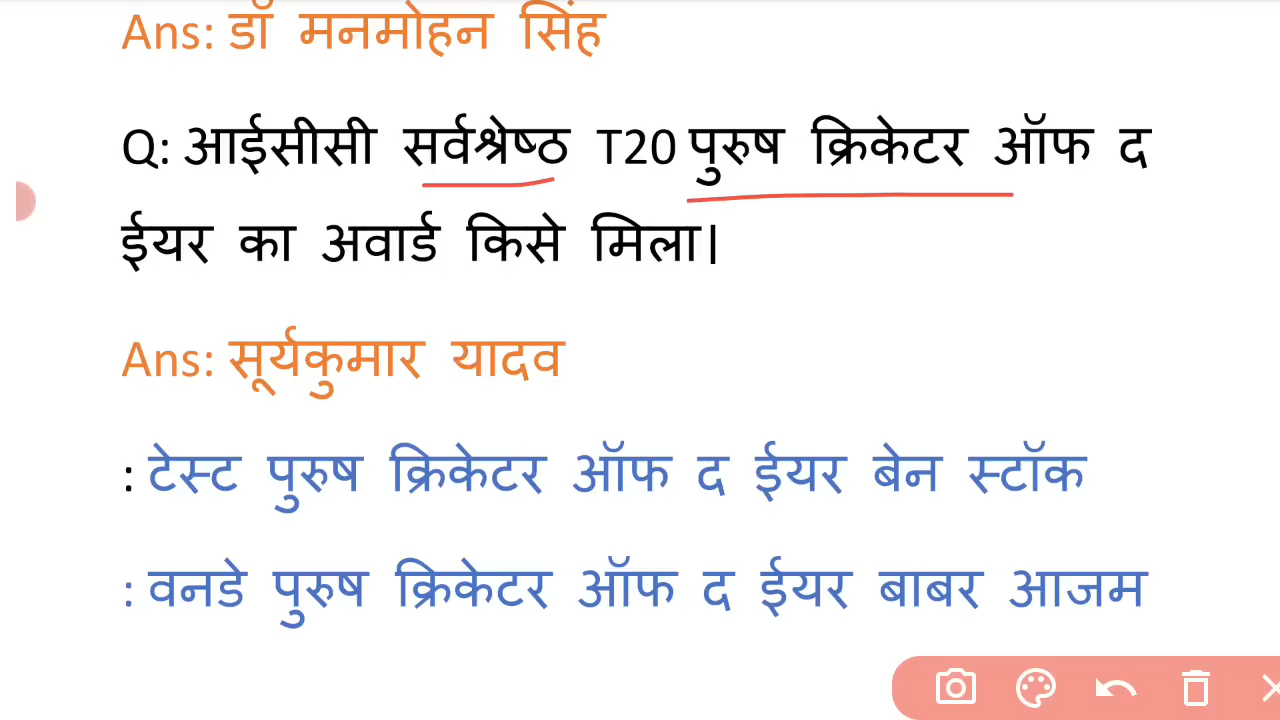 Ans: डॉ मनमोहन सिंह
Q: आईसीसी सर्वश्रेष्ठ T20 पुरुष क्रिकेटर ऑफ द
ईयर का अवार्ड किसे मिला।
Ans: सूर्यकुमार यादव
: टेस्ट पुरुष क्रिकेटर ऑफ द ईयर बेन स्टॉक
: वनडे पुरुष क्रिकेटर ऑफ द ईयर बाबर आजम